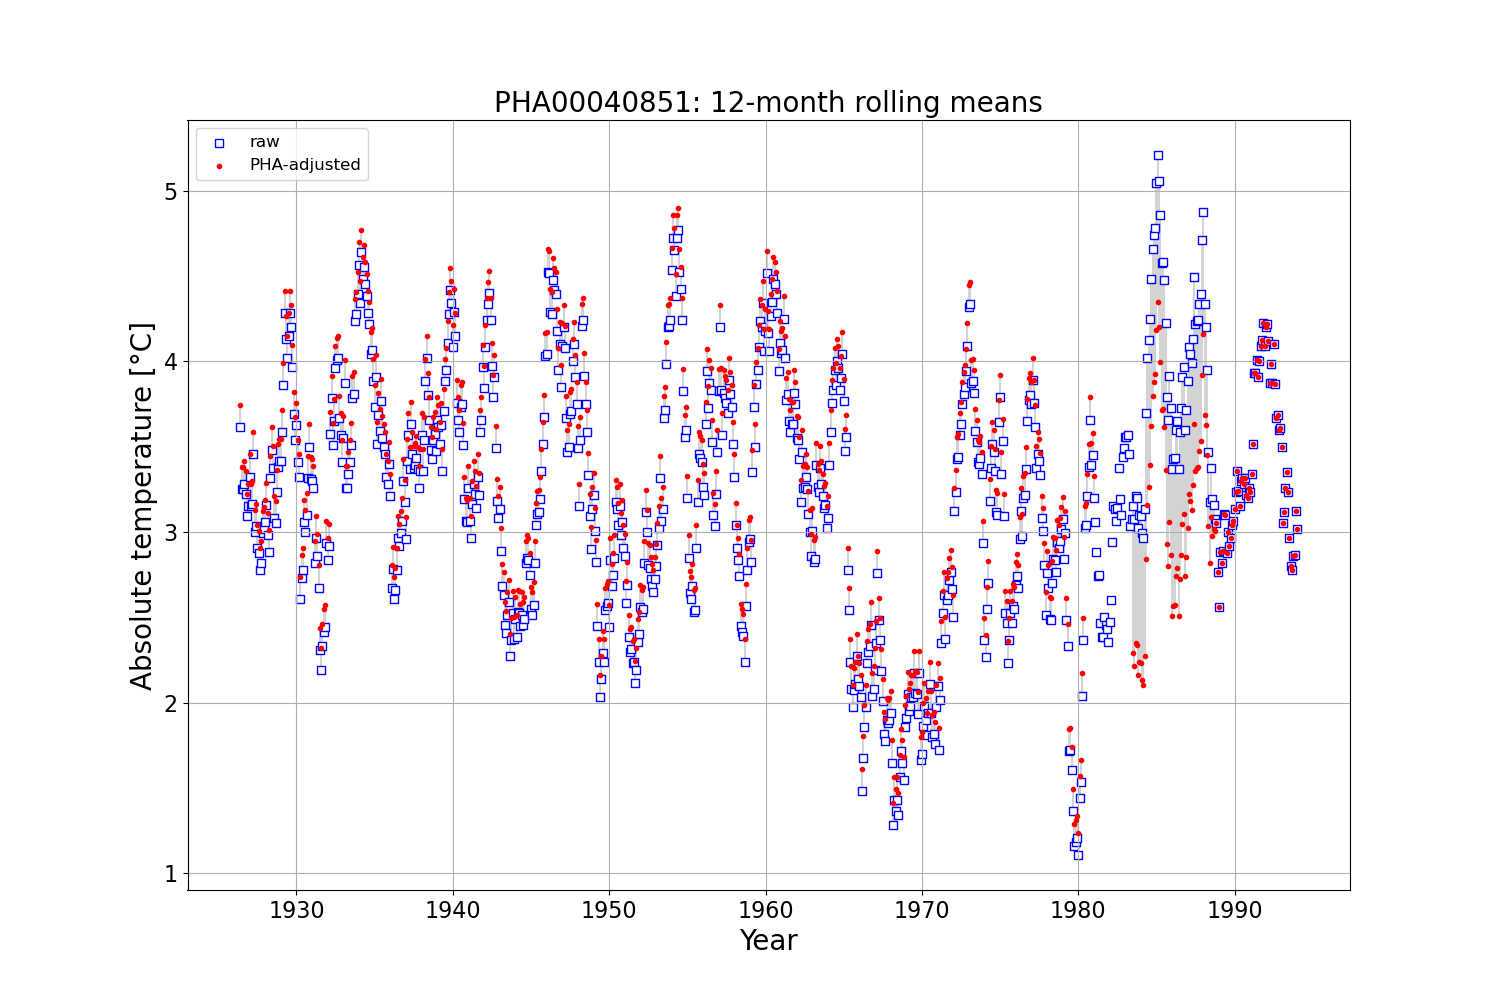 PHA00040851: 12-month rolling means
raw
PHA-adjusted
Absolute temperature [°C]
5
4
3
2
1
1930 1940 1950 1960 1970 1980 1990
Year